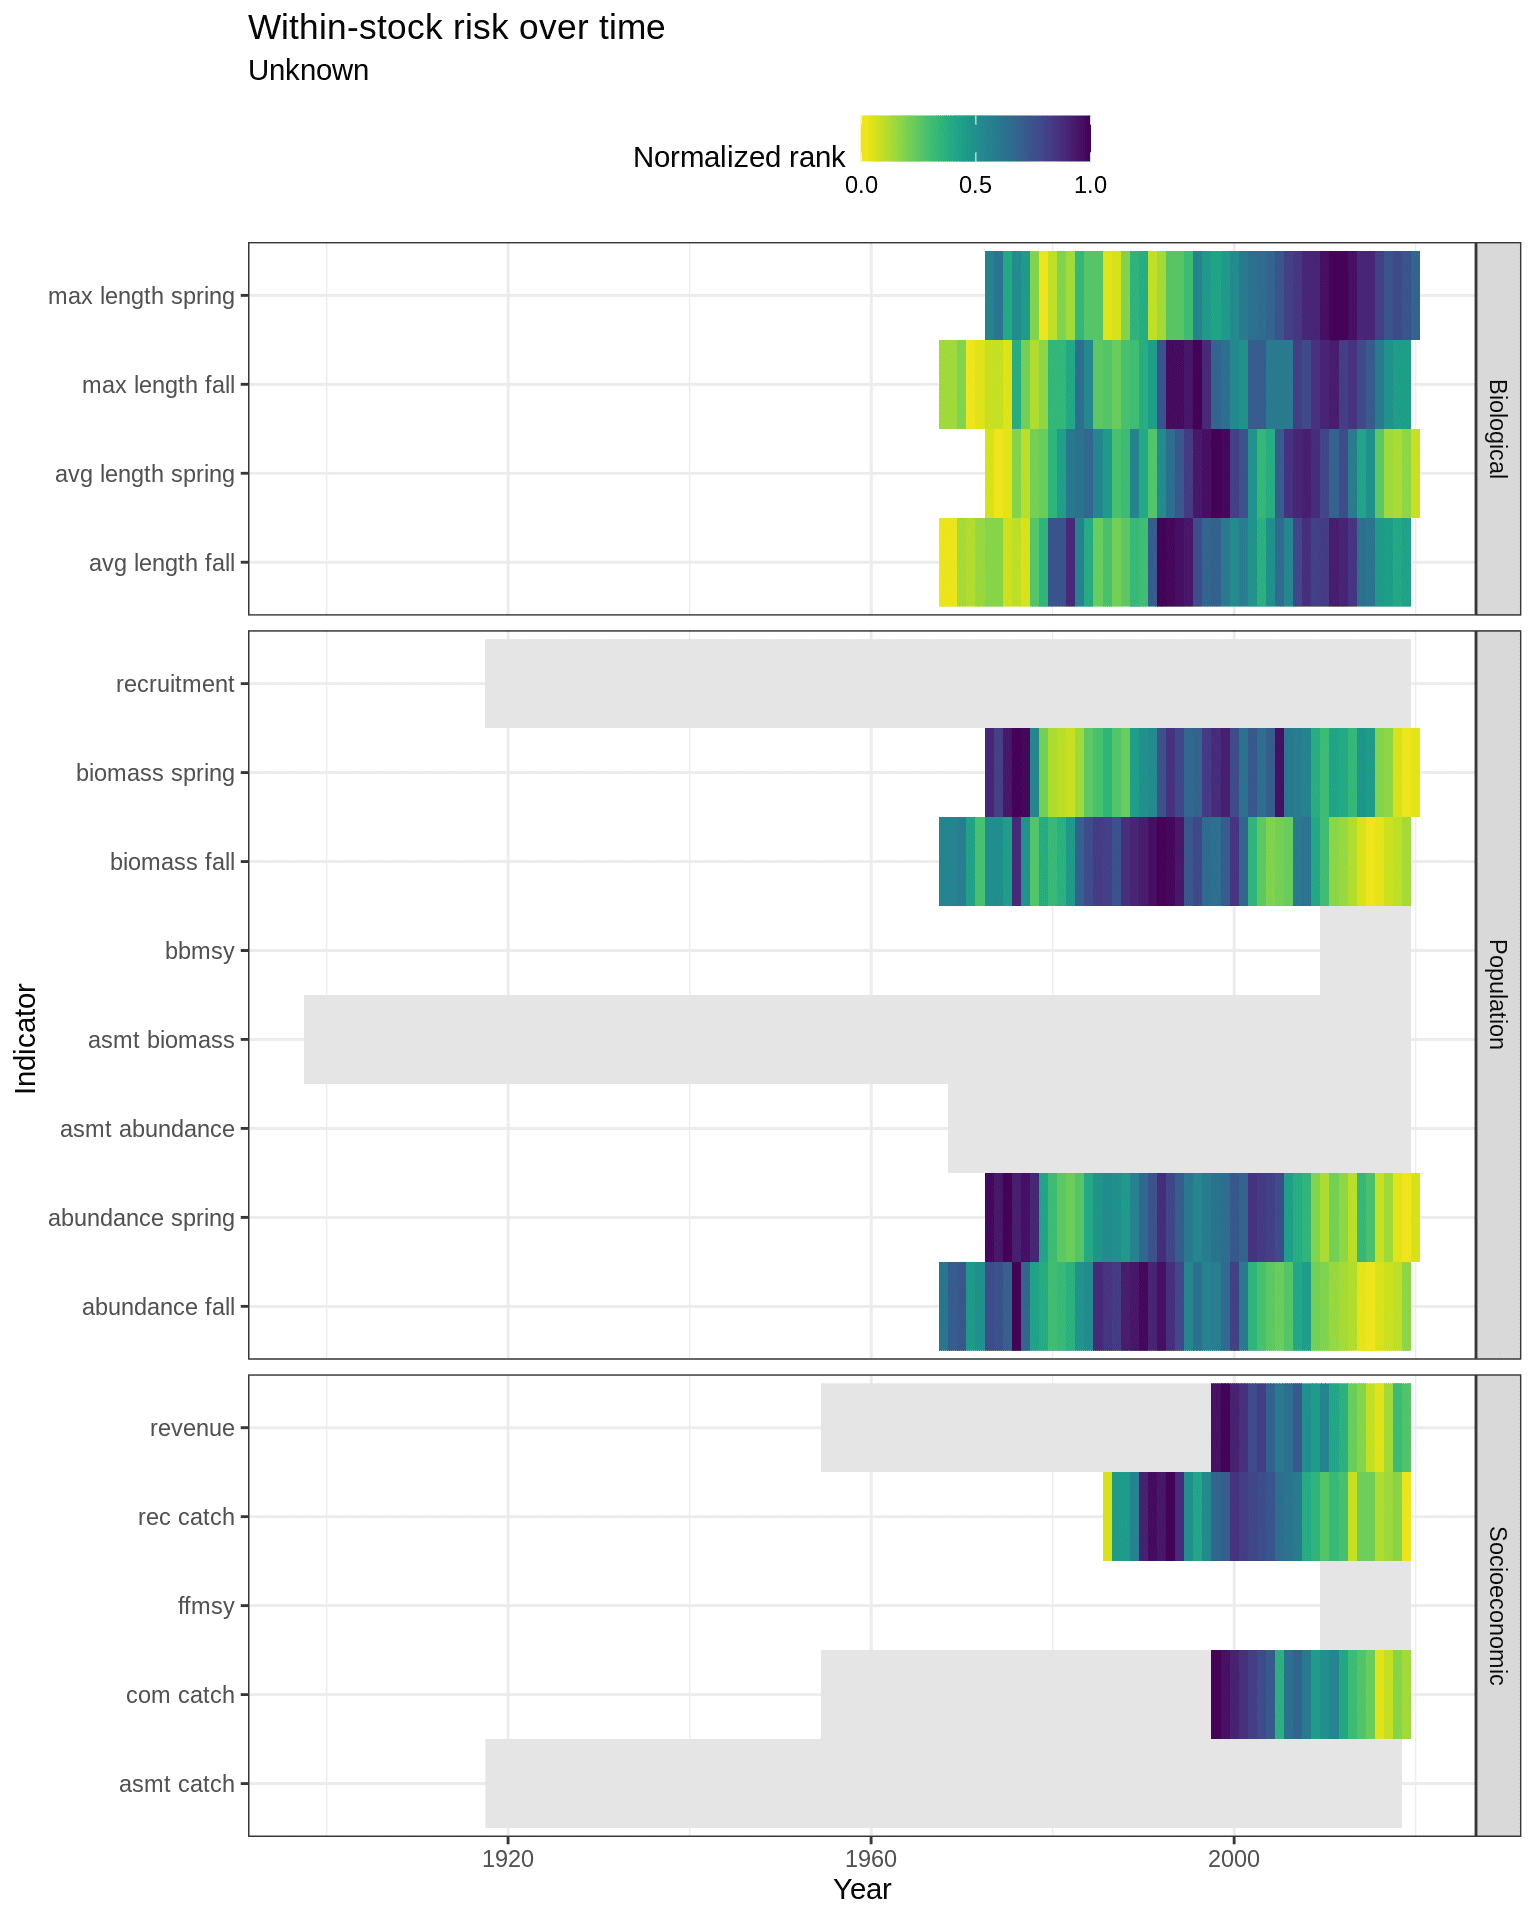 Within-stock risk over time
Unknown
Normalized rank
0.0 0.5 1.0
max length spring
max length fall
avg length spring
avg length fall
Biological
recruitment
biomass spring
biomass fall
bbmsy
asmt biomass
asmt abundance
abundance spring
abundance fall
Population
Indicator
revenue
rec catch
ffmsy
com catch
asmt catch
Socioeconomic
1920 1960 2000
Year